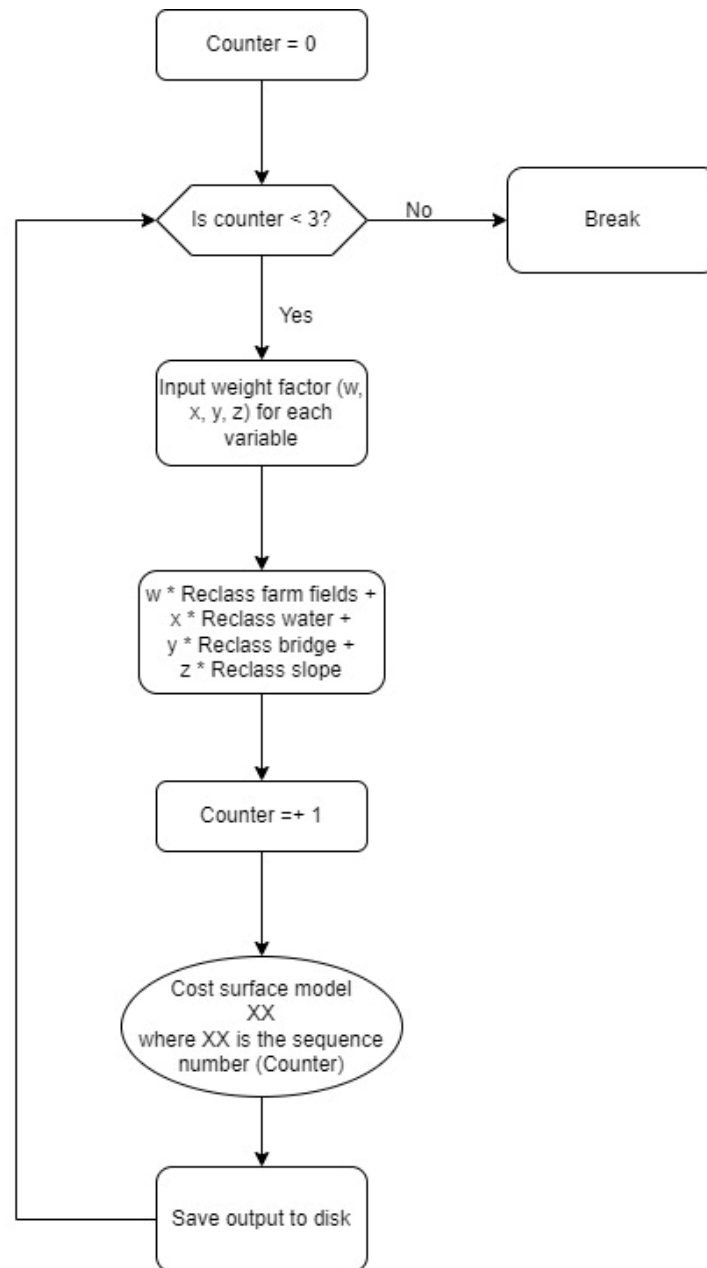 Counter = 0
Is counter < 3?
No
Break
Yes
Input weight factor (w,
x, y, z) for each
variable
w * Reclass farm fields +
x * Reclass water +
y * Reclass bridge +
z * Reclass slope
Counter =+ 1
Cost surface model
XX
where XX is the sequence
number (Counter)
Save output to disk